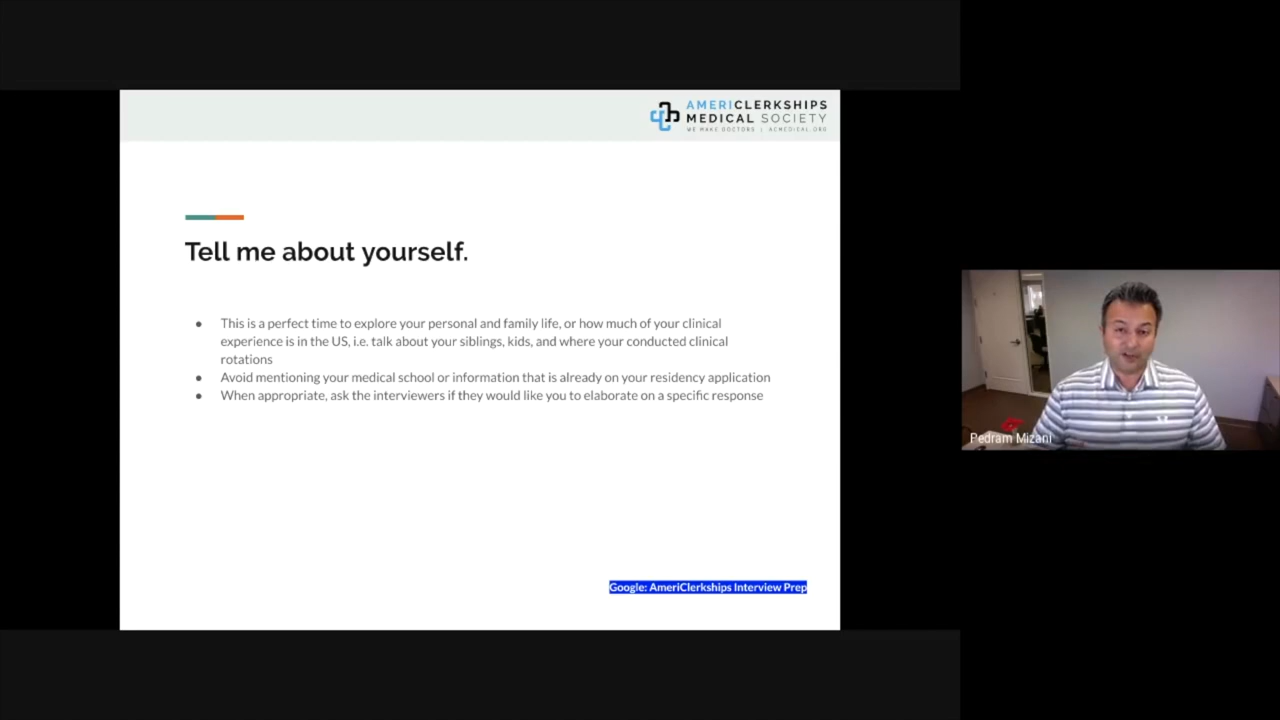 AMERICLERKSHIPS
MEDICAL SOCIETY
WE MAKE DOCTORS | ACMEDICAL.ORG
Tell me about yourself.
● This is a perfect time to explore your personal and family life, or how much of your clinical
experience is in the US, i.e. talk about your siblings, kids, and where your conducted clinical
rotations
● Avoid mentioning your medical school or information that is already on your residency application
● When appropriate, ask the interviewers if they would like you to elaborate on a specific response
Google: AmeriClerkships Interview Prep
Pedram Mizani